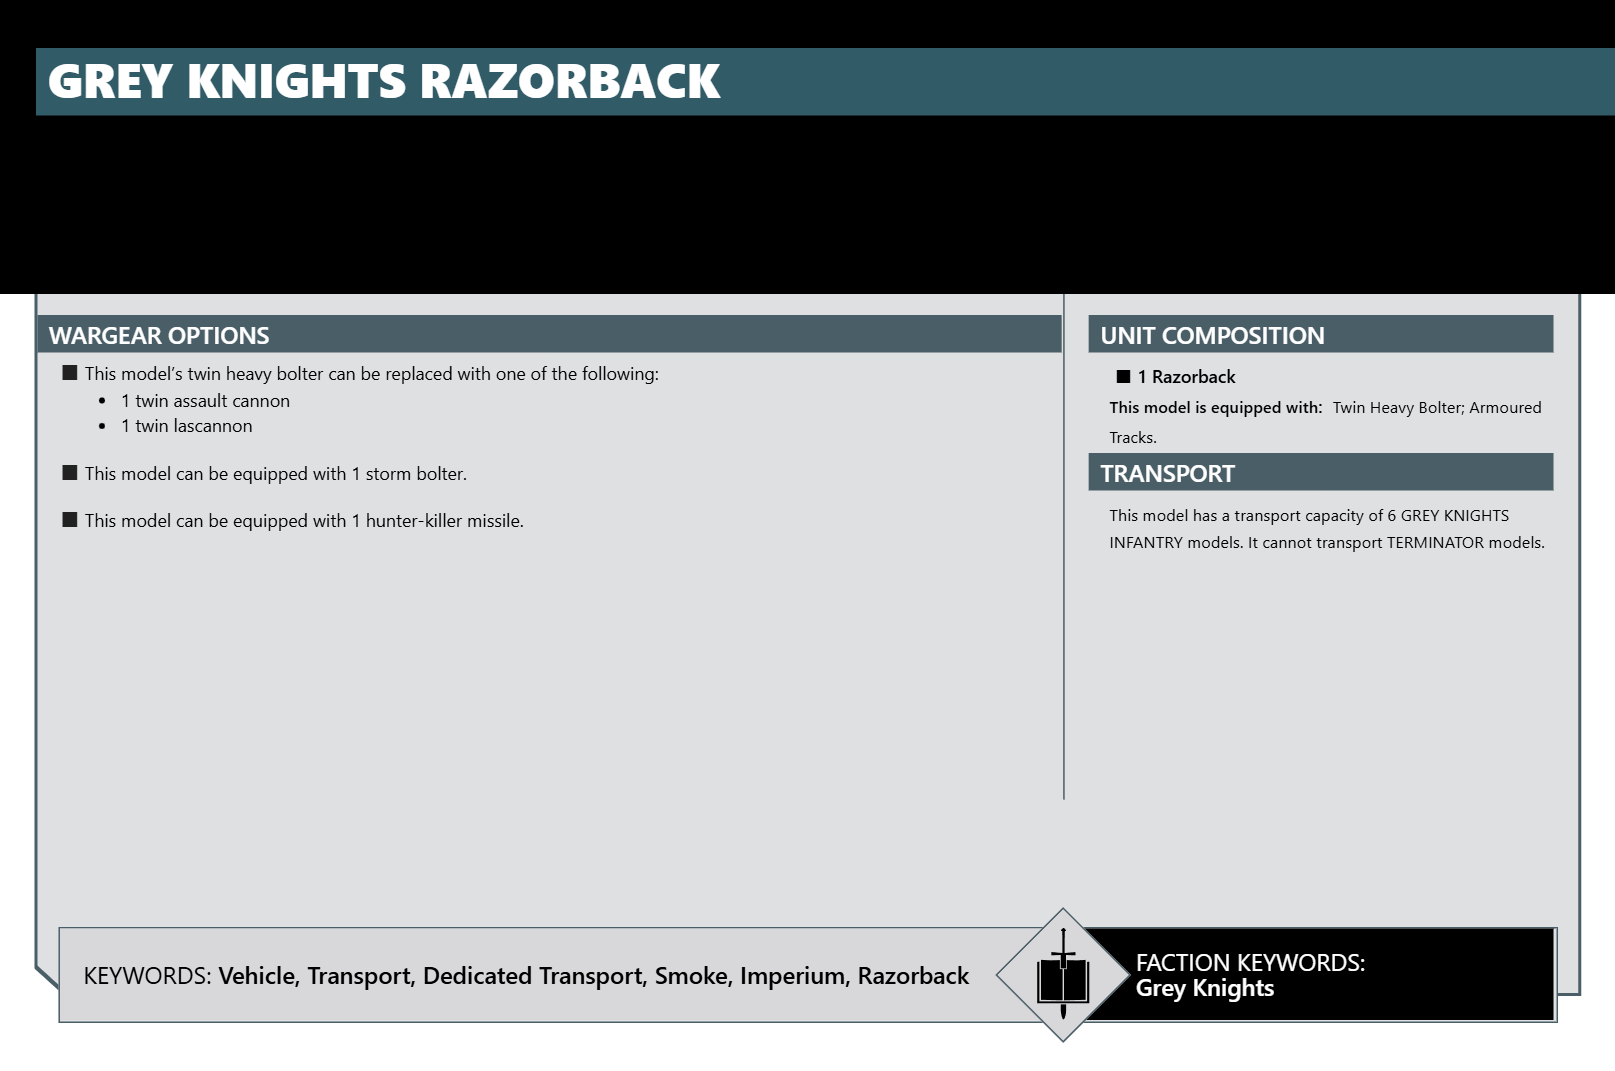 GREY KNIGHTS RAZORBACK
WARGEAR OPTIONS
■ This model’s twin heavy bolter can be replaced with one of the following:
• 1 twin assault cannon
• 1 twin lascannon
■ This model can be equipped with 1 storm bolter.
■ This model can be equipped with 1 hunter-killer missile.
UNIT COMPOSITION
■ 1 Razorback
This model is equipped with: Twin Heavy Bolter; Armoured
Tracks.
TRANSPORT
This model has a transport capacity of 6 GREY KNIGHTS
INFANTRY models. It cannot transport TERMINATOR models.
KEYWORDS: Vehicle, Transport, Dedicated Transport, Smoke, Imperium, Razorback
FACTION KEYWORDS:
Grey Knights